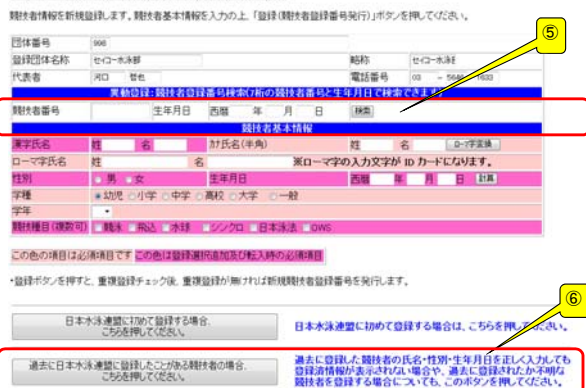 競技者情報を新規登録します。競技者基本情報を入力の上、「登録(競技者登録番号発行)」ボタンを押してください。
⑤
団体番号 996
登録団体名称 セイコー水泳部 略称 セイコー水泳
代表者 河口 哲也 電話番号 03 -
異動登録:競技者登録番号検索(7桁の競技者番号と生年月日で検索できます)
競技者番号 生年月日 西暦 年 月 日 検索
競技者基本情報
漢字氏名 姓 名 カナ氏名(半角) 姓 名 ローマ字変換
ローマ字氏名 姓 名 ※ローマ字の入力文字が ID カードになります。
性別 男 女 生年月日 西暦 年 月 日 計算
学種 幼児 小学 中学 高校 大学 一般
学年
競技種目(複数可) 競泳 飛込 水球 シンクロ 日本泳法 OWS
この色の項目は必須項目です この色は登録選択追加及び転入時の必須項目
・登録ボタンを押すと、重複登録チェック後、重複登録が無ければ新規競技者登録番号を発行します。
⑥
日本水泳連盟に初めて登録する場合、
こちらを押してください。
日本水泳連盟に初めて登録する場合は、こちらを押してください。
過去に日本水泳連盟に登録したことがある競技者の場合、
こちらを押してください。
過去に登録した競技者の氏名・性別・生年月日を正しく入力しても
登録済情報が表示されない場合や、過去に登録されたか不明な
競技者を登録する場合についても、このボタンを押してください。